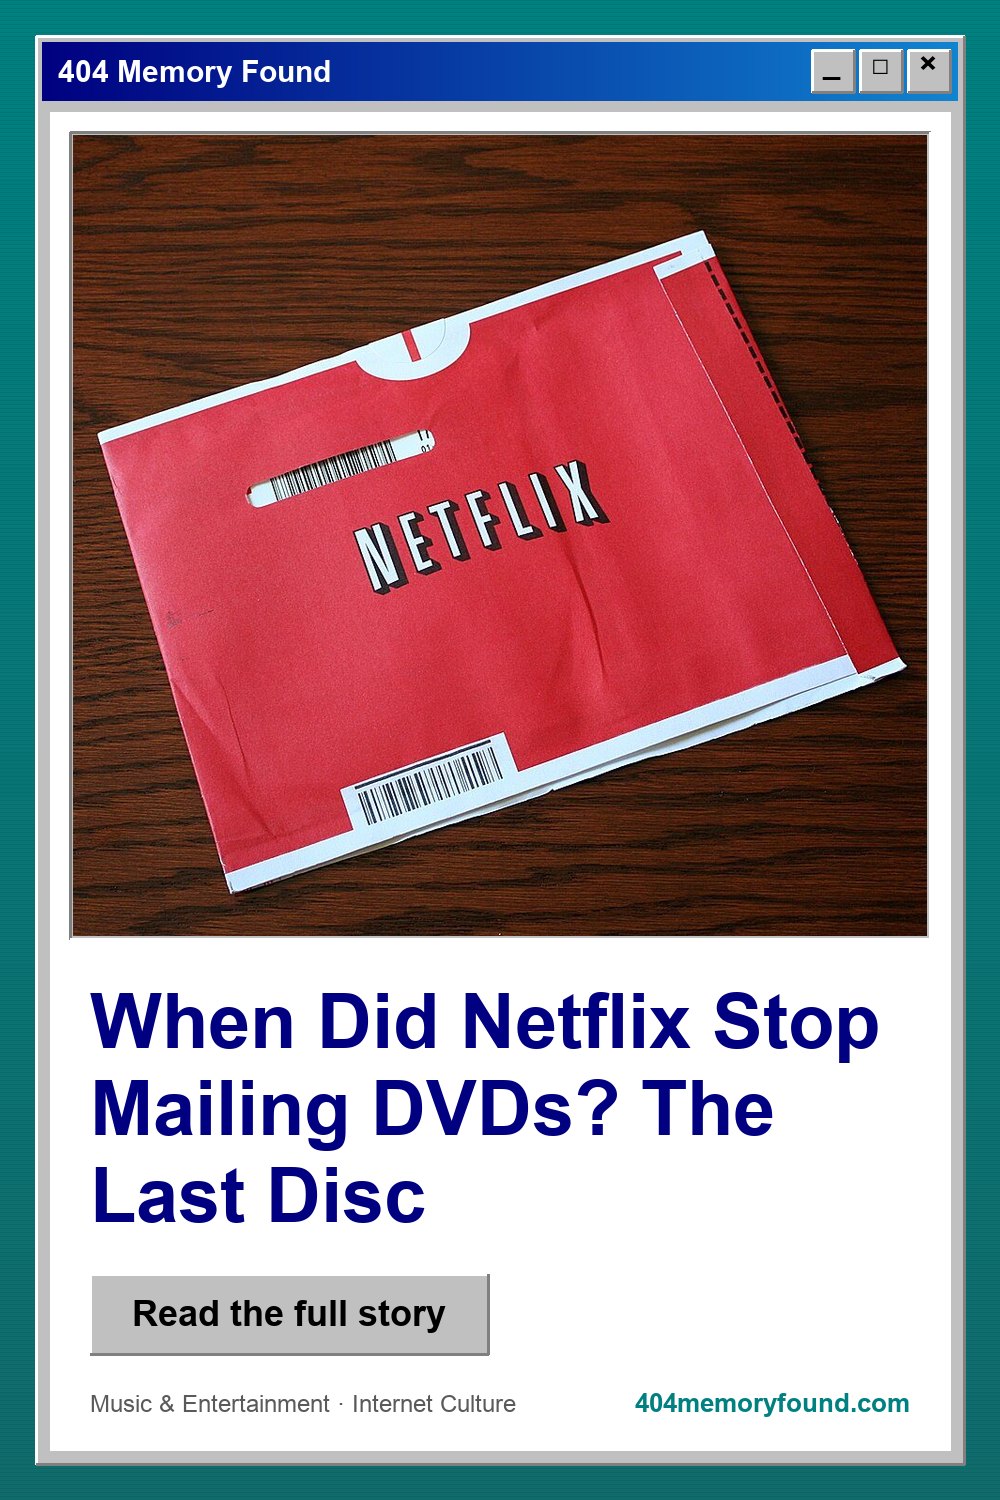 404 Memory Found
NETFLIX
When Did Netflix Stop
Mailing DVDs? The
Last Disc
Read the full story
Music & Entertainment · Internet Culture
404memoryfound.com